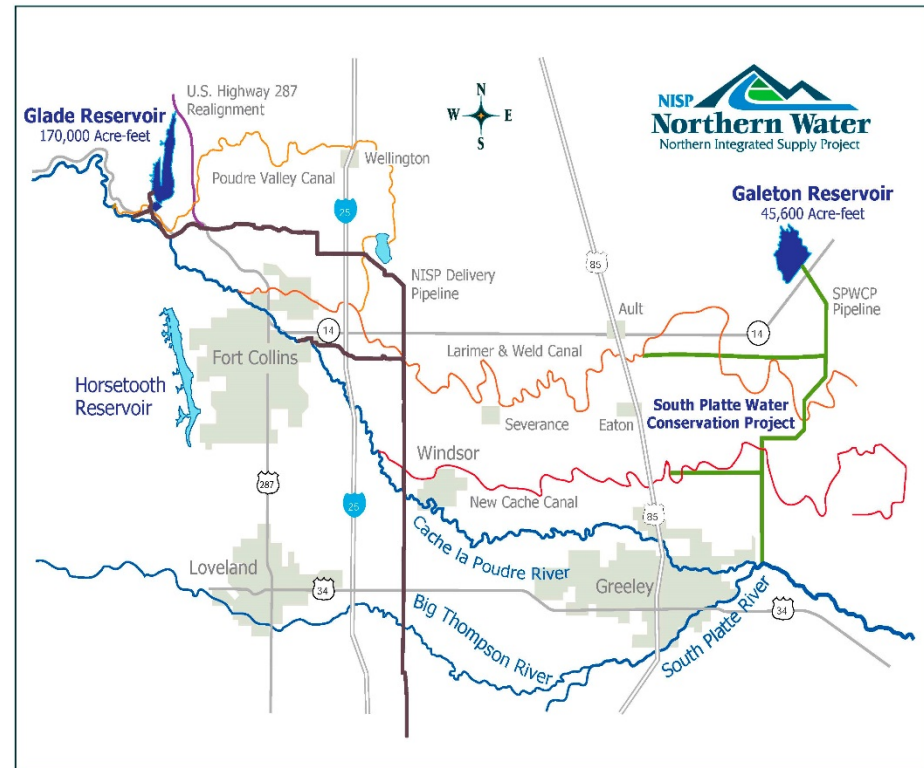 U.S. Highway 287
Realignment
Glade Reservoir
170,000 Acre-feet
N
W
E
S
NISP
Northern Water
Northern Integrated Supply Project
Wellington
Poudre Valley Canal
25
Galeton Reservoir
45,600 Acre-feet
NISP Delivery
Pipeline
85
SPWCP
Pipeline
Ault
14
14
Fort Collins
Larimer & Weld Canal
Horsetooth
Reservoir
South Platte Water
Conservation Project
Severance
Eaton
Windsor
287
New Cache Canal
25
85
Cache la Poudre River
Loveland
34
Greeley
Big Thompson River
South Platte River
34